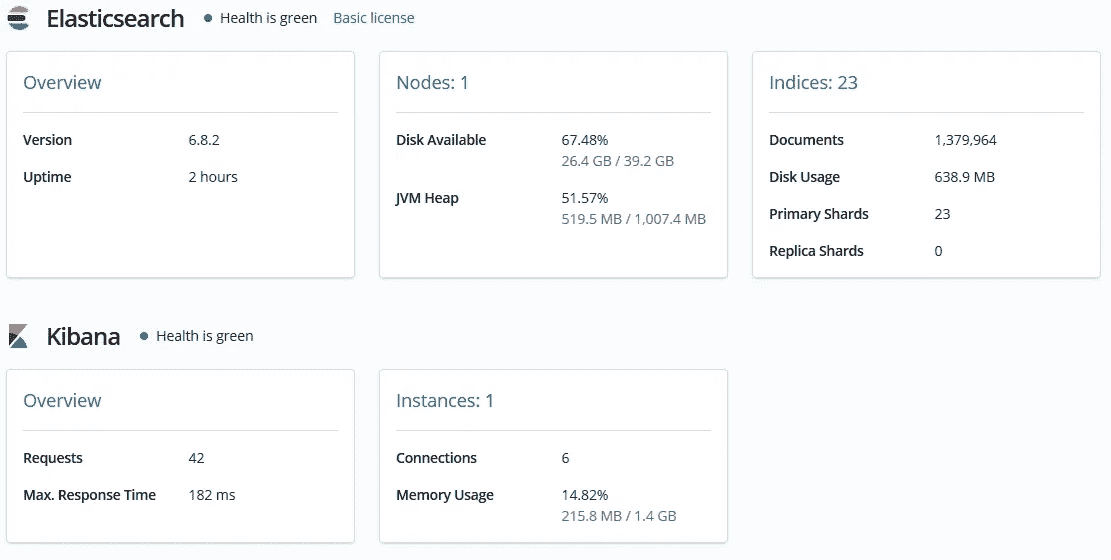 Elasticsearch Health is green Basic license
Overview
Version 6.8.2
Uptime 2 hours
Nodes: 1
Disk Available 67.48%
26.4 GB / 39.2 GB
JVM Heap 51.57%
519.5 MB / 1,007.4 MB
Indices: 23
Documents 1,379,964
Disk Usage 638.9 MB
Primary Shards 23
Replica Shards 0
Kibana Health is green
Overview
Requests 42
Max. Response Time 182 ms
Instances: 1
Connections 6
Memory Usage 14.82%
215.8 MB / 1.4 GB